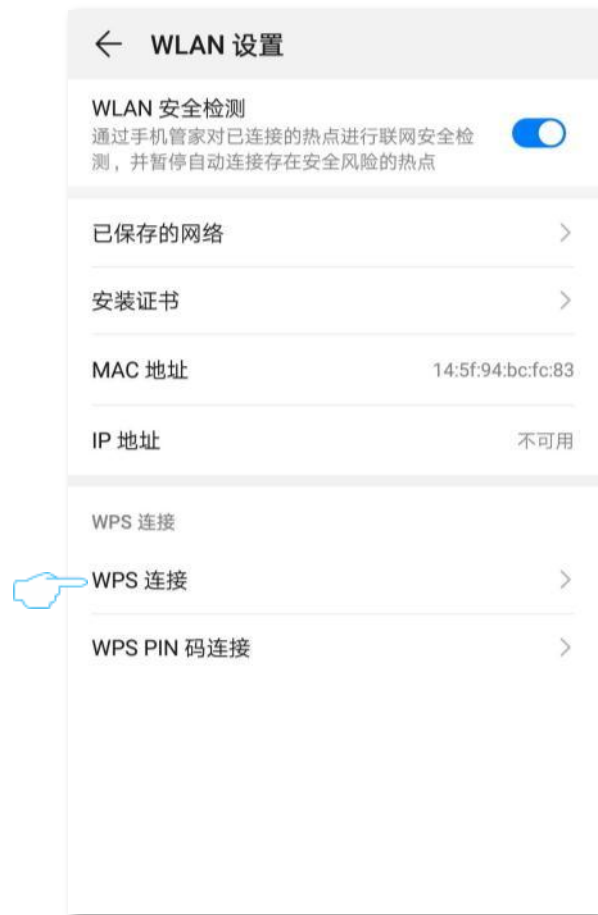 WLAN 设置
WLAN 安全检测
通过手机管家对已连接的热点进行联网安全检
测，并暂停自动连接存在安全风险的热点
已保存的网络
安装证书
MAC 地址 14:5f:94:bc:fc:83
IP 地址 不可用
WPS 连接
WPS 连接
WPS PIN 码连接